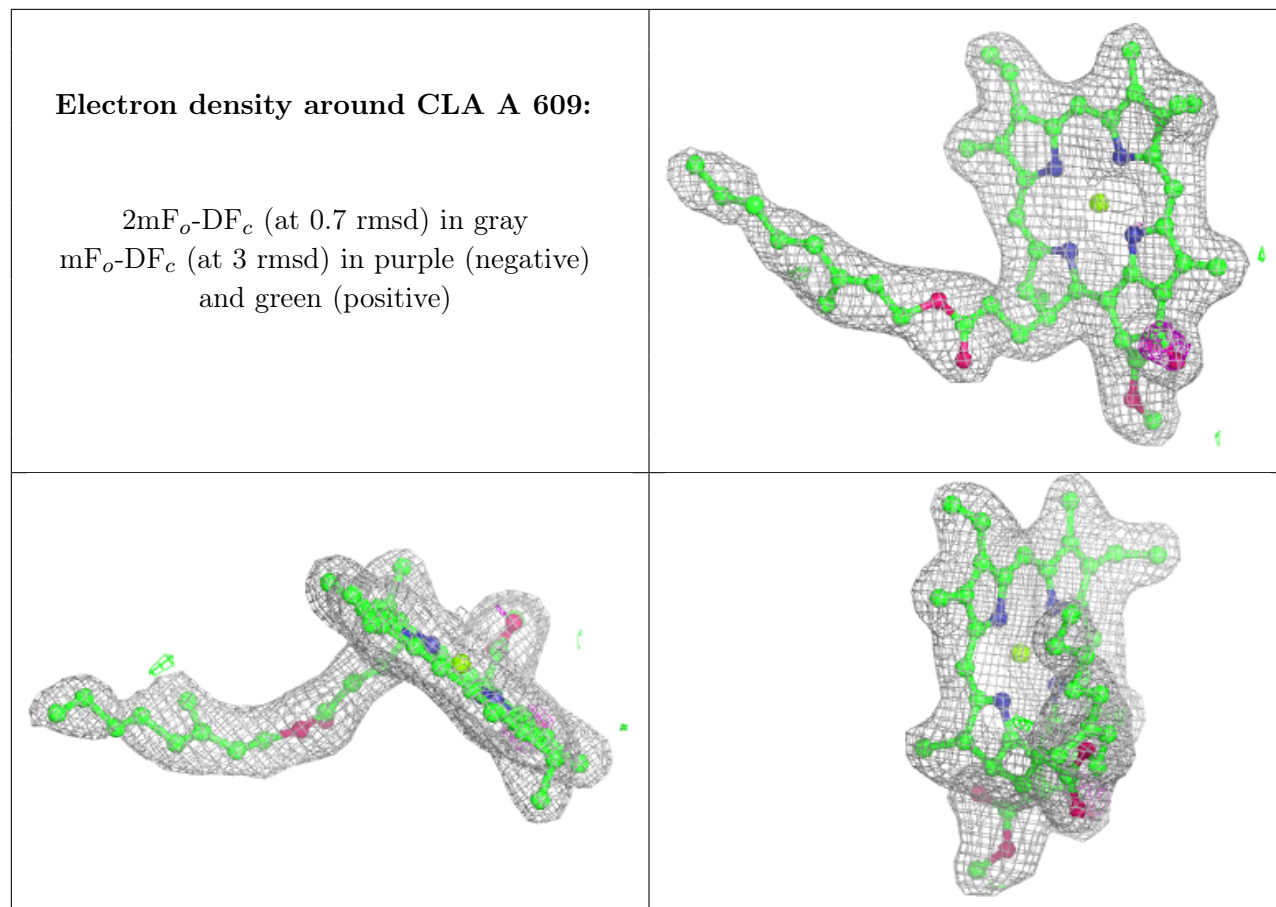 Electron density around CLA A 609:
2mFₒ-DF𝑐 (at 0.7 rmsd) in gray
mFₒ-DF𝑐 (at 3 rmsd) in purple (negative)
and green (positive)